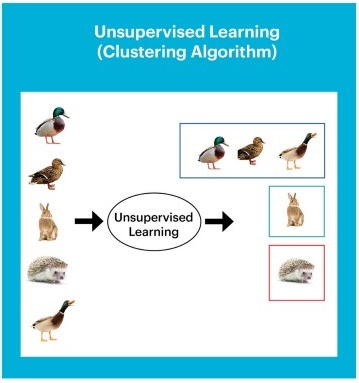 Unsupervised Learning
(Clustering Algorithm)
Unsupervised
Learning